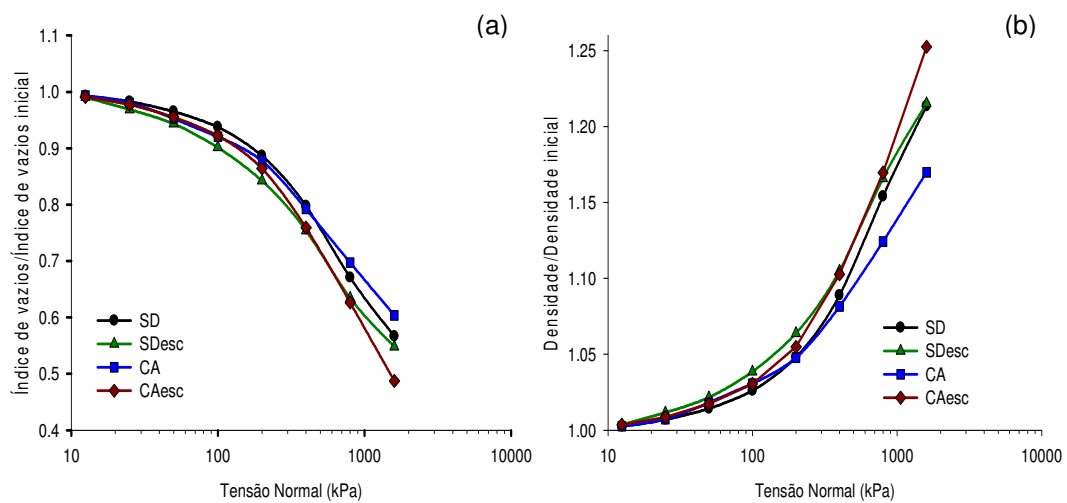 (a)
1.1
1.0
0.9
0.8
0.7
0.6
0.5
0.4
Índice de vazios/Índice de vazios inicial
SD
SDesc
CA
CAesc
10
100
1000
10000
Tensão Normal (kPa)
(b)
1.25
1.20
1.15
1.10
1.05
1.00
Densidade/Densidade inicial
SD
SDesc
CA
CAesc
10
100
1000
10000
Tensão Normal (kPa)